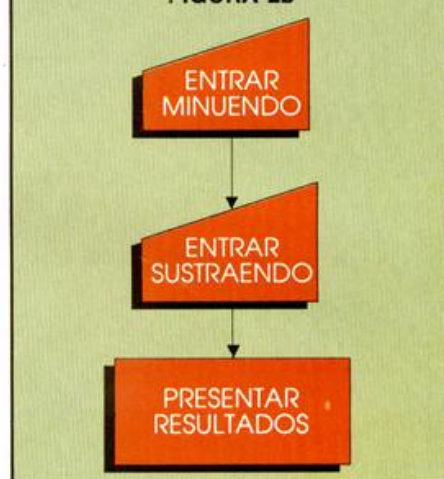 ENTRAR
MINUENDO
ENTRAR
SUSTRAENDO
PRESENTAR
RESULTADOS